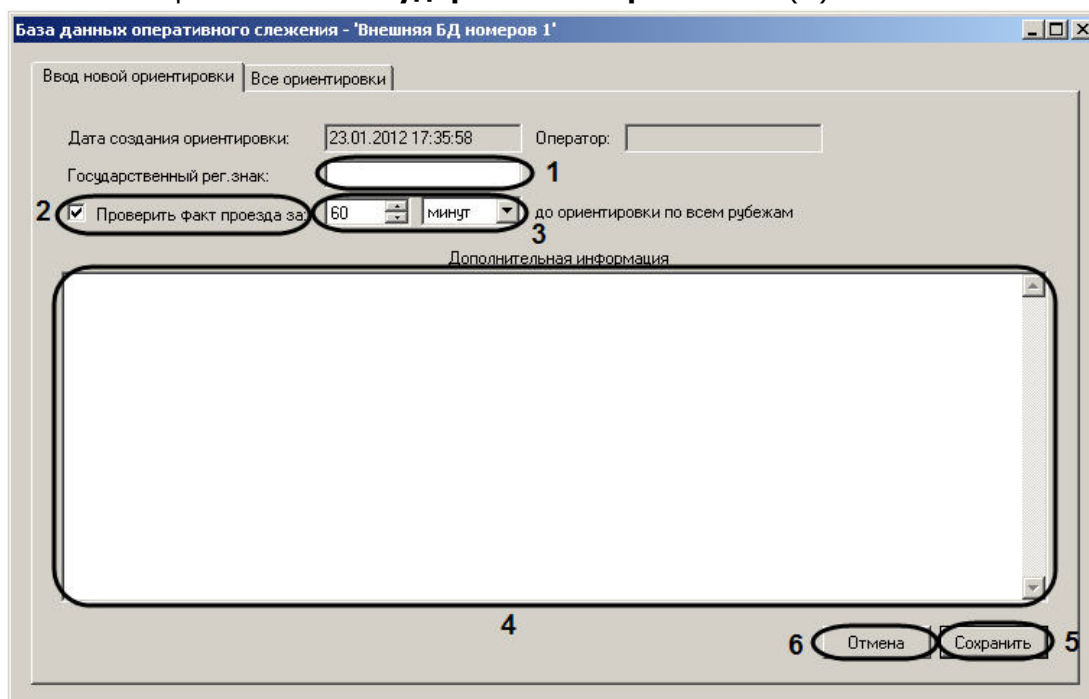 База данных оперативного слежения - 'Внешняя БД номеров 1'
Ввод новой ориентировки Все ориентировки
Дата создания ориентировки: 23.01.2012 17:35:58 Оператор:
Государственный рег.знак: 1
2 Проверить факт проезда за: 60 минут до ориентировки по всем рубежам
3
Дополнительная информация
4
6 Отмена Сохранить 5